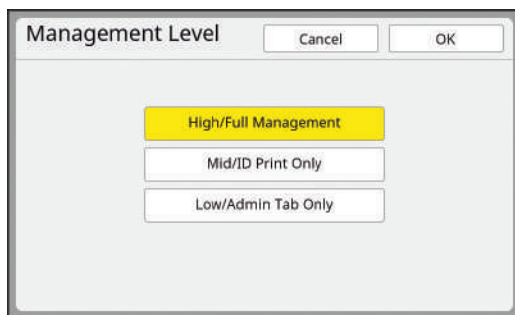 Management Level
Cancel
OK
High/Full Management
Mid/ID Print Only
Low/Admin Tab Only